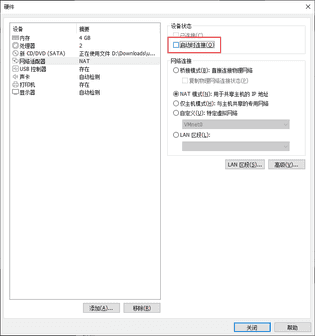 硬件
设备 摘要
内存 4 GB
处理器 2
新 CD/DVD (SATA) 正在使用文件 D:\Downloads\u...
网络适配器 NAT
USB 控制器 存在
声卡 自动检测
打印机 存在
显示器 自动检测
添加(A)... 移除(R)
设备状态
已连接(C)
启动时连接(O)
网络连接
桥接模式(B): 直接连接物理网络
复制物理网络连接状态(P)
NAT 模式(N): 用于共享主机的 IP 地址
仅主机模式(H): 与主机共享的专用网络
自定义(U): 特定虚拟网络
VMnet0
LAN 区段(L):
LAN 区段(S)... 高级(V)...
关闭 帮助